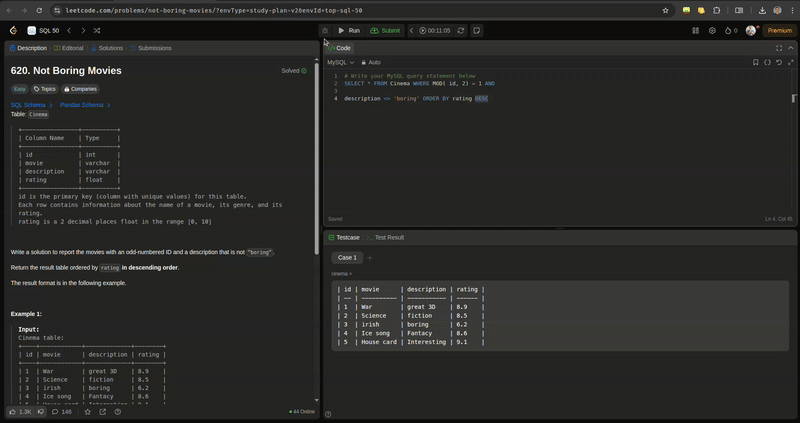 leetcode.com/problems/not-boring-movies/?envType=study-plan-v2&envId=top-sql-50
SQL 50
Run
Submit
00:11:05
0
Premium
Description
Editorial
Solutions
Submissions
620. Not Boring Movies
Solved
Easy
Topics
Companies
SQL Schema >
Pandas Schema >
Table: Cinema
+----------------+----------+
| Column Name | Type |
+----------------+----------+
| id | int |
| movie | varchar |
| description | varchar |
| rating | float |
+----------------+----------+
id is the primary key (column with unique values) for this table.
Each row contains information about the name of a movie, its genre, and its
rating.
rating is a 2 decimal places float in the range [0, 10]
Write a solution to report the movies with an odd-numbered ID and a description that is not "boring".
Return the result table ordered by rating in descending order.
The result format is in the following example.
Example 1:
Input:
Cinema table:
+----+------------+-------------+--------+
| id | movie | description | rating |
+----+------------+-------------+--------+
| 1 | War | great 3D | 8.9 |
| 2 | Science | fiction | 8.5 |
| 3 | irish | boring | 6.2 |
| 4 | Ice song | Fantacy | 8.6 |
1.3K
146
44 Online
Code
MySQL
Auto
1 # Write your MySQL query statement below
2 SELECT * FROM Cinema WHERE MOD( id, 2) = 1 AND
3
4 description <> 'boring' ORDER BY rating DESC
Saved
Ln 4, Col 45
Testcase
Test Result
Case 1
+
cinema =
| id | movie | description | rating |
| -- | ---------- | ----------- | ------ |
| 1 | War | great 3D | 8.9 |
| 2 | Science | fiction | 8.5 |
| 3 | irish | boring | 6.2 |
| 4 | Ice song | Fantacy | 8.6 |
| 5 | House card | Interesting | 9.1 |